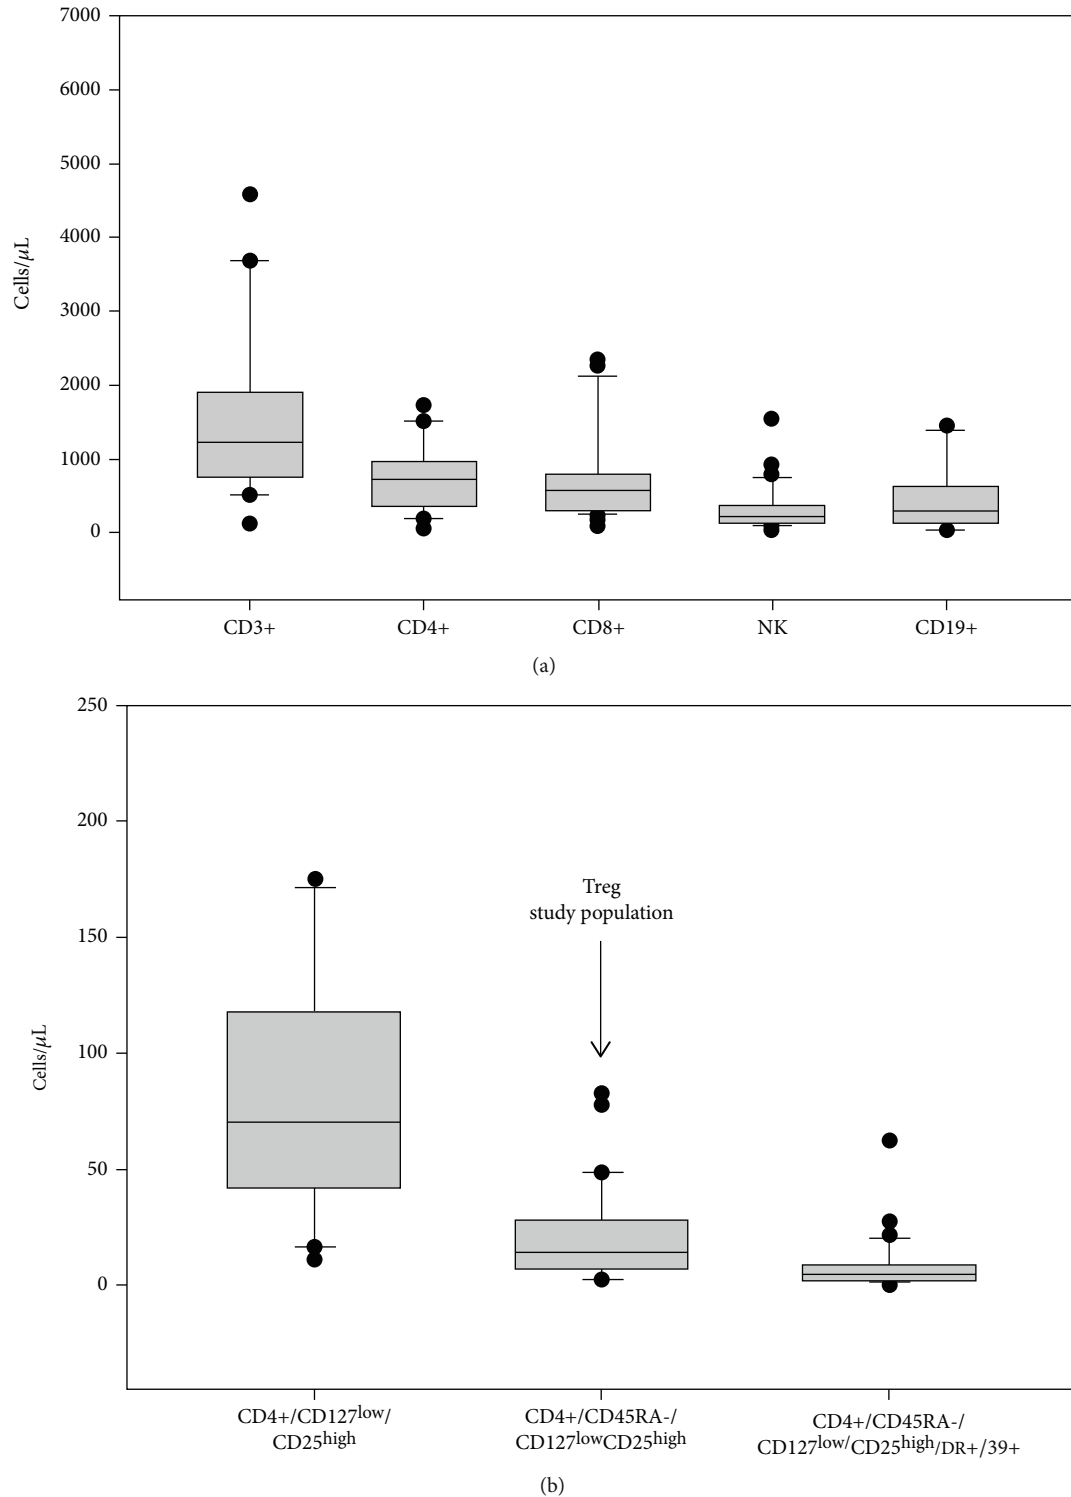 7000
6000
5000
4000
3000
2000
1000
0
Cells/μL
CD3+ CD4+ CD8+ NK CD19+
(a)
250
200
150
100
50
0
Cells/μL
Treg
study population
CD4+/CD127low/
CD25high
CD4+/CD45RA-/
CD127lowCD25high
CD4+/CD45RA-/
CD127low/CD25high/DR+/39+
(b)